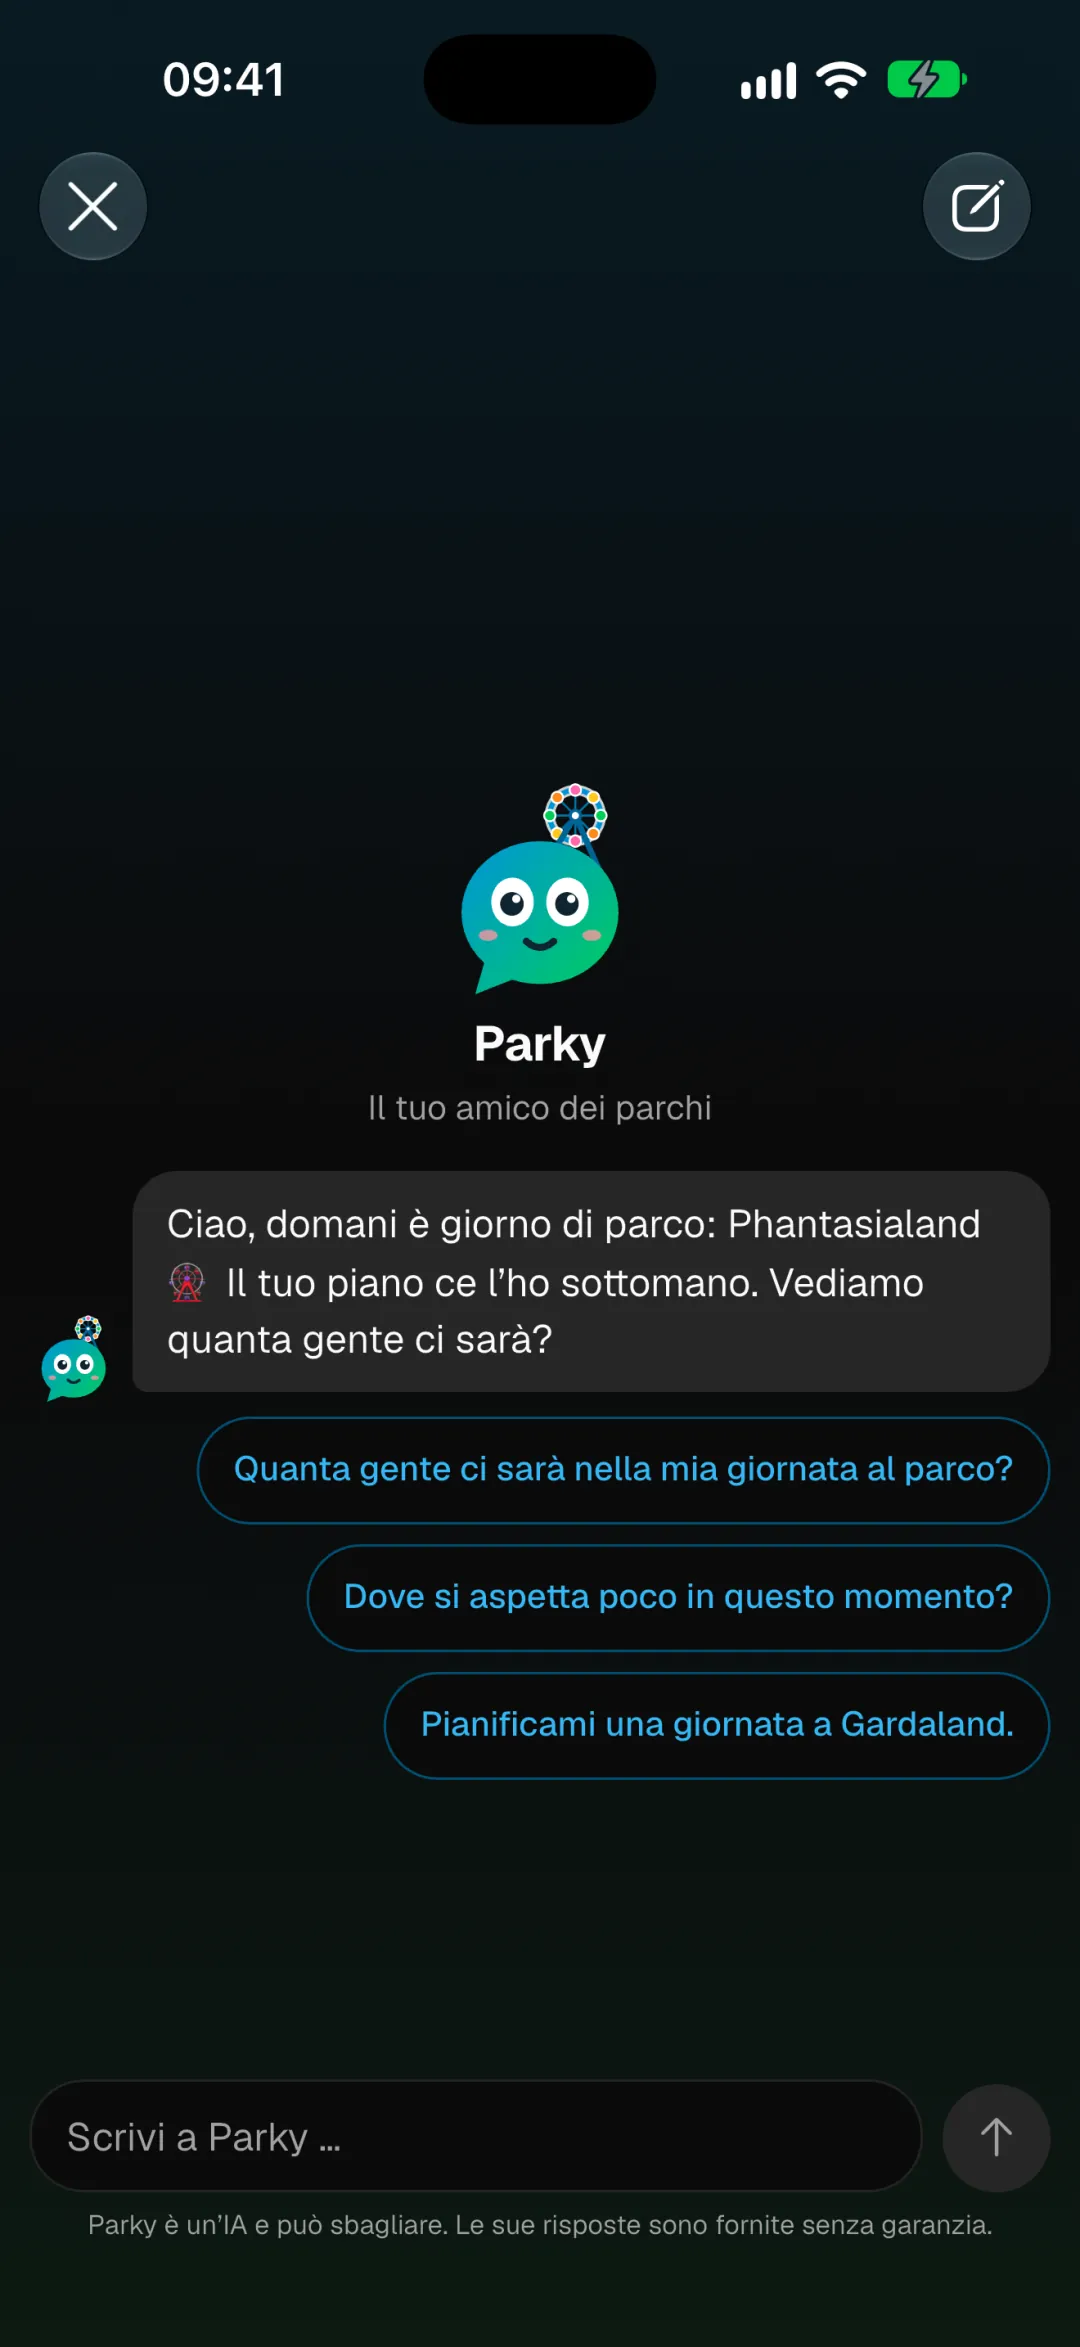 09:41
Parky
Il tuo amico dei parchi
Ciao, domani è giorno di parco: Phantasialand
🎡 Il tuo piano ce l’ho sottomano. Vediamo
quanta gente ci sarà?
Quanta gente ci sarà nella mia giornata al parco?
Dove si aspetta poco in questo momento?
Pianificami una giornata a Gardaland.
Scrivi a Parky …
Parky è un’IA e può sbagliare. Le sue risposte sono fornite senza garanzia.